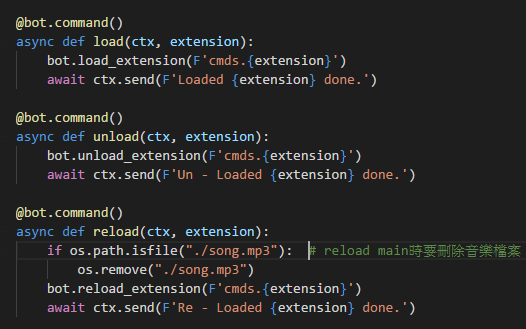 @bot.command()
async def load(ctx, extension):
    bot.load_extension(F'cmds.{extension}')
    await ctx.send(F'Loaded {extension} done.')

@bot.command()
async def unload(ctx, extension):
    bot.unload_extension(F'cmds.{extension}')
    await ctx.send(F'Un - Loaded {extension} done.')

@bot.command()
async def reload(ctx, extension):
    if os.path.isfile("./song.mp3"):  # reload main時要刪除音樂檔案
        os.remove("./song.mp3")
    bot.reload_extension(F'cmds.{extension}')
    await ctx.send(F'Re - Loaded {extension} done.')